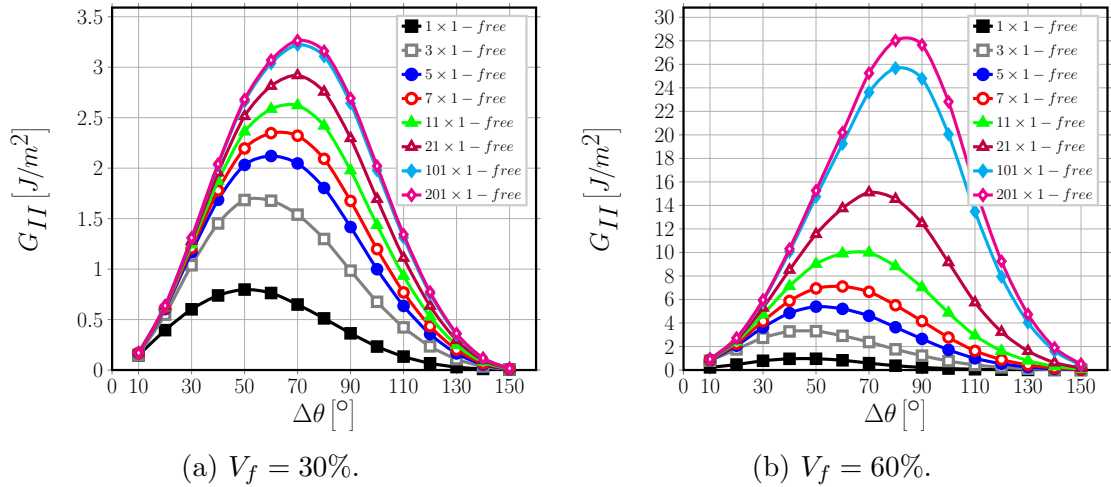 3.5
3
2.5
2
1.5
1
0.5
0
0 10 30 50 70 90 110 130 150
G_{II} [J/m^2]
Δθ [°]
1 × 1 − free
3 × 1 − free
5 × 1 − free
7 × 1 − free
11 × 1 − free
21 × 1 − free
101 × 1 − free
201 × 1 − free
(a) V_f = 30%.
30
28
26
24
22
20
18
16
14
12
10
8
6
4
2
0
0 10 30 50 70 90 110 130 150
G_{II} [J/m^2]
Δθ [°]
1 × 1 − free
3 × 1 − free
5 × 1 − free
7 × 1 − free
11 × 1 − free
21 × 1 − free
101 × 1 − free
201 × 1 − free
(b) V_f = 60%.